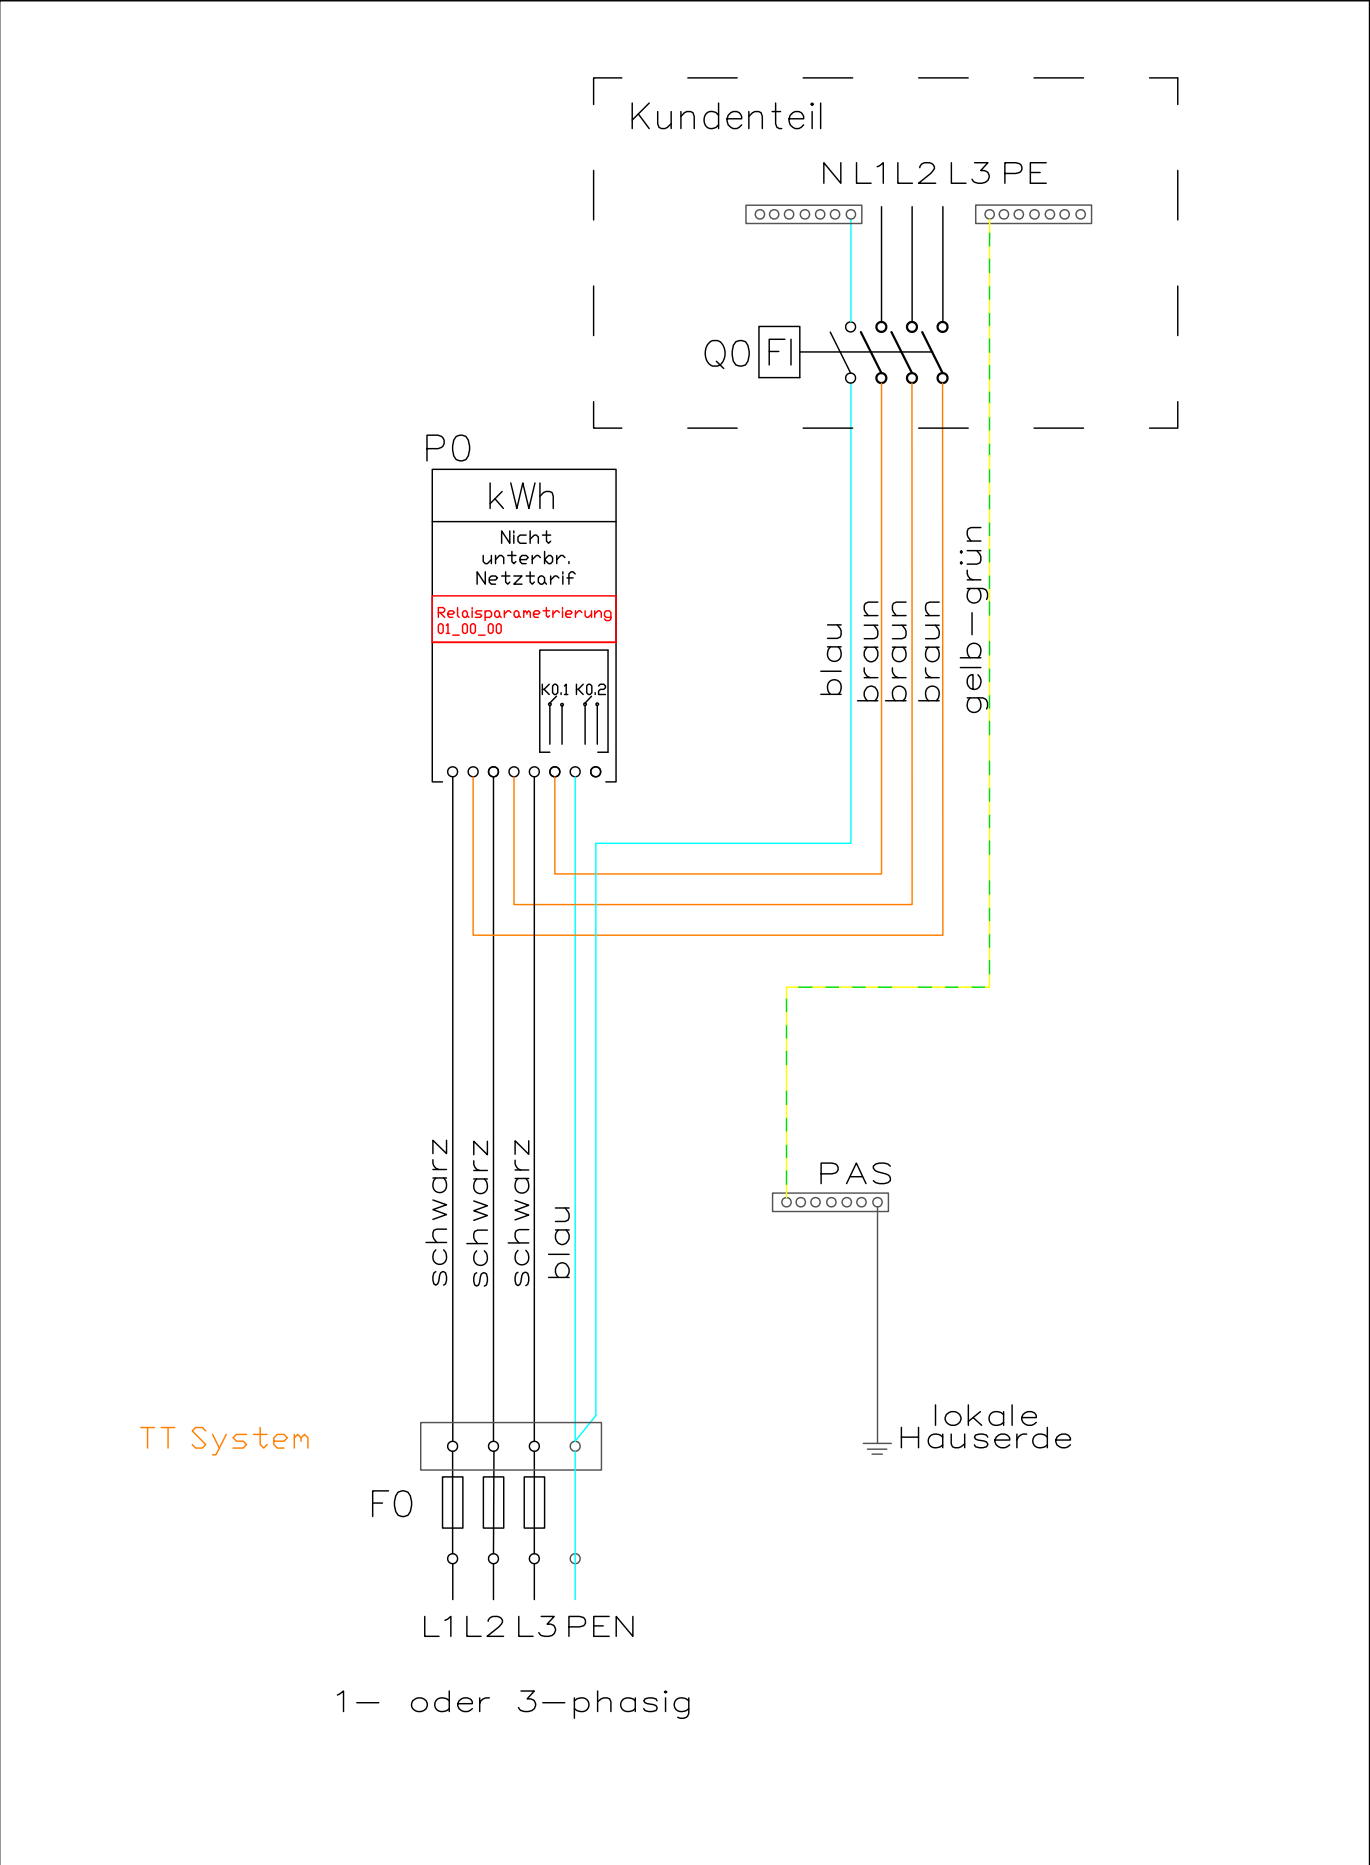 Kundenteil
N L1 L2 L3 PE
Q0 FI
P0
kWh
Nicht
unterbr.
Netztarif
Relaisparametrierung
01_00_00
K0.1 K0.2
blau
braun
braun
braun
gelb-grün
schwarz
schwarz
schwarz
blau
PAS
lokale
Hauserde
TT System
F0
L1 L2 L3 PEN
1- oder 3-phasig